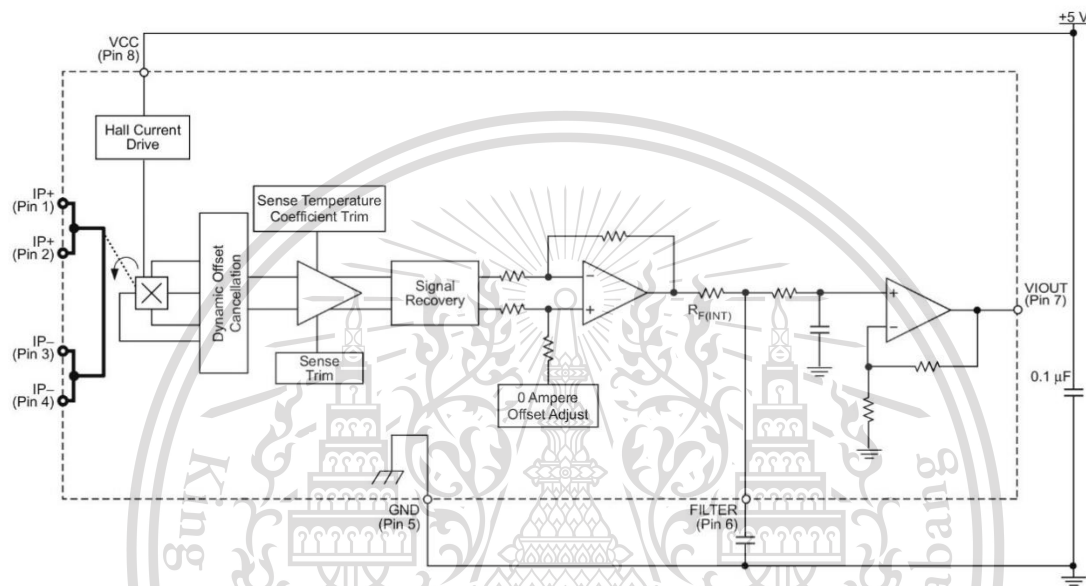 +5 V
VCC
(Pin 8)
Hall Current
Drive
IP+
(Pin 1)
IP+
(Pin 2)
IP−
(Pin 3)
IP−
(Pin 4)
Dynamic Offset
Cancellation
Sense Temperature
Coefficient Trim
Sense
Trim
Signal
Recovery
0 Ampere
Offset Adjust
RF(INT)
VIOUT
(Pin 7)
0.1 µF
GND
(Pin 5)
FILTER
(Pin 6)
King
abang